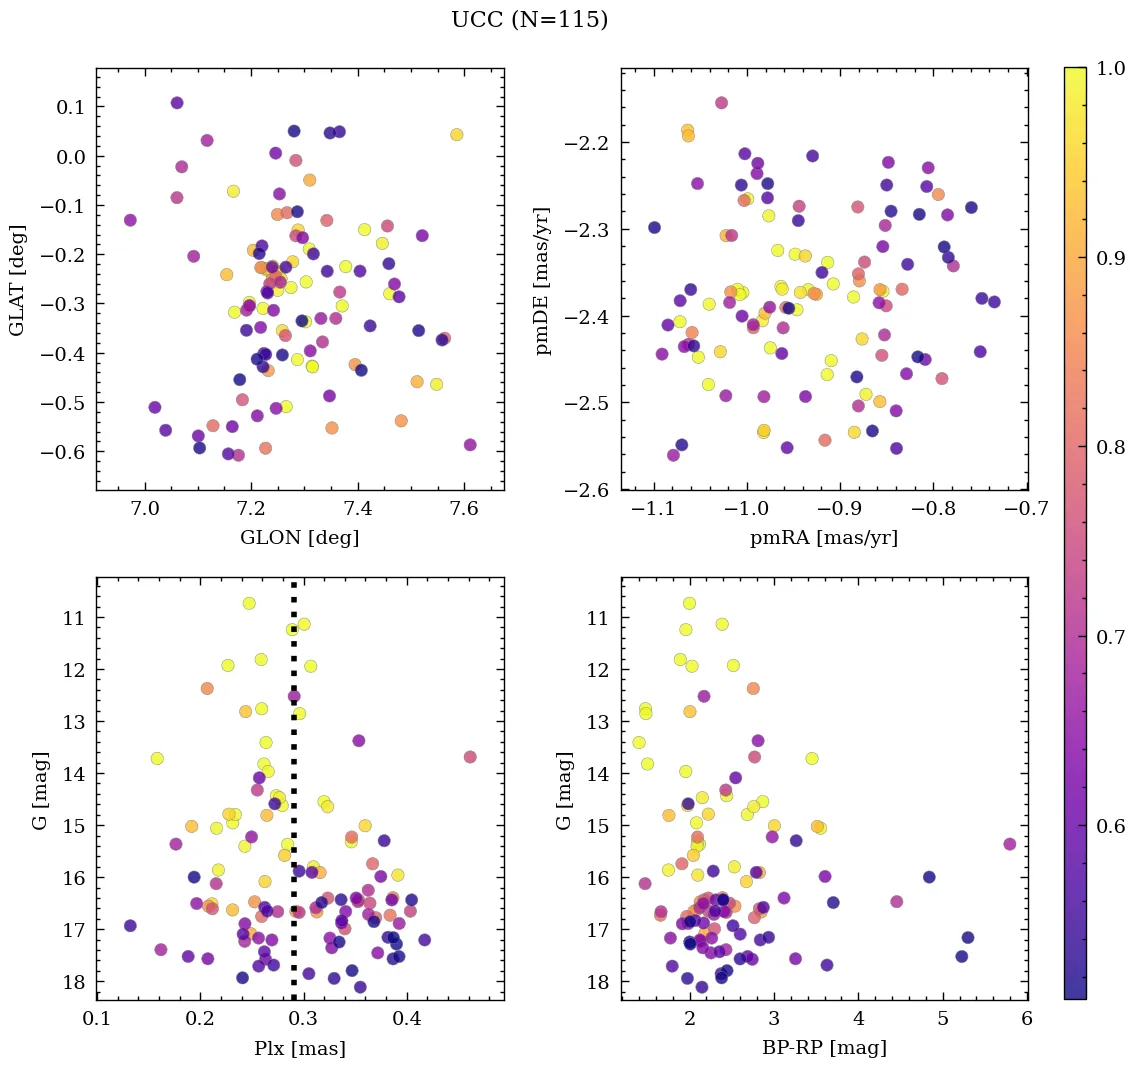 UCC (N=115)
0.1
0.0
−0.1
−0.2
−0.3
−0.4
−0.5
−0.6
GLAT [deg]
7.0 7.2 7.4 7.6
GLON [deg]
−2.2
−2.3
−2.4
−2.5
−2.6
pmDE [mas/yr]
−1.1 −1.0 −0.9 −0.8 −0.7
pmRA [mas/yr]
11
12
13
14
15
16
17
18
G [mag]
0.1 0.2 0.3 0.4
Plx [mas]
11
12
13
14
15
16
17
18
G [mag]
2 3 4 5 6
BP-RP [mag]
1.0
0.9
0.8
0.7
0.6